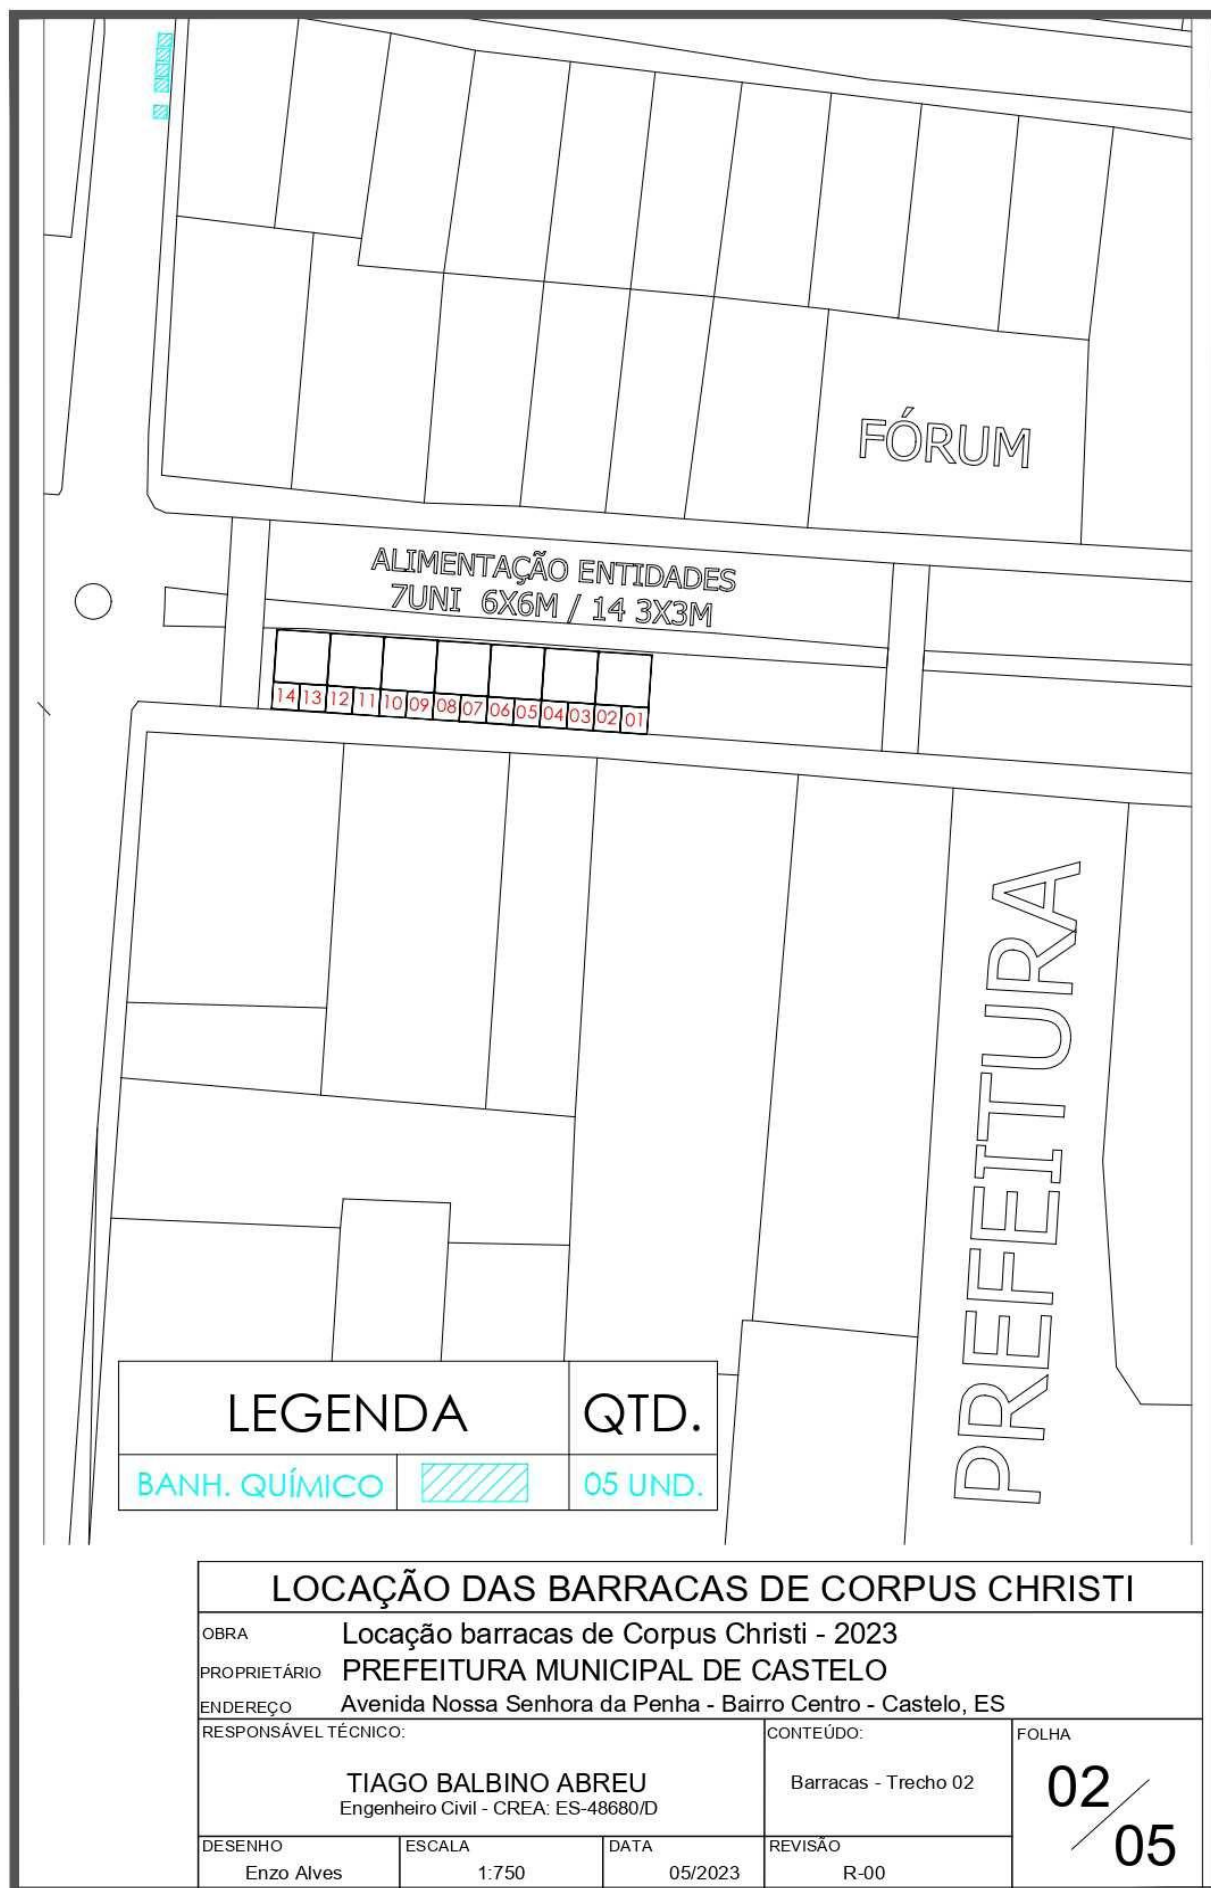 FÓRUM
ALIMENTAÇÃO ENTIDADES
7UNI 6X6M / 14 3X3M
14 13 12 11 10 09 08 07 06 05 04 03 02 01
PREFEITURA
LEGENDA QTD.
BANH. QUÍMICO 05 UND.
LOCAÇÃO DAS BARRACAS DE CORPUS CHRISTI
OBRA Locação barracas de Corpus Christi - 2023
PROPRIETÁRIO PREFEITURA MUNICIPAL DE CASTELO
ENDEREÇO Avenida Nossa Senhora da Penha - Bairro Centro - Castelo, ES
RESPONSÁVEL TÉCNICO:
TIAGO BALBINO ABREU
Engenheiro Civil - CREA: ES-48680/D
CONTEÚDO:
Barracas - Trecho 02
FOLHA
02/05
DESENHO
Enzo Alves
ESCALA
1:750
DATA
05/2023
REVISÃO
R-00